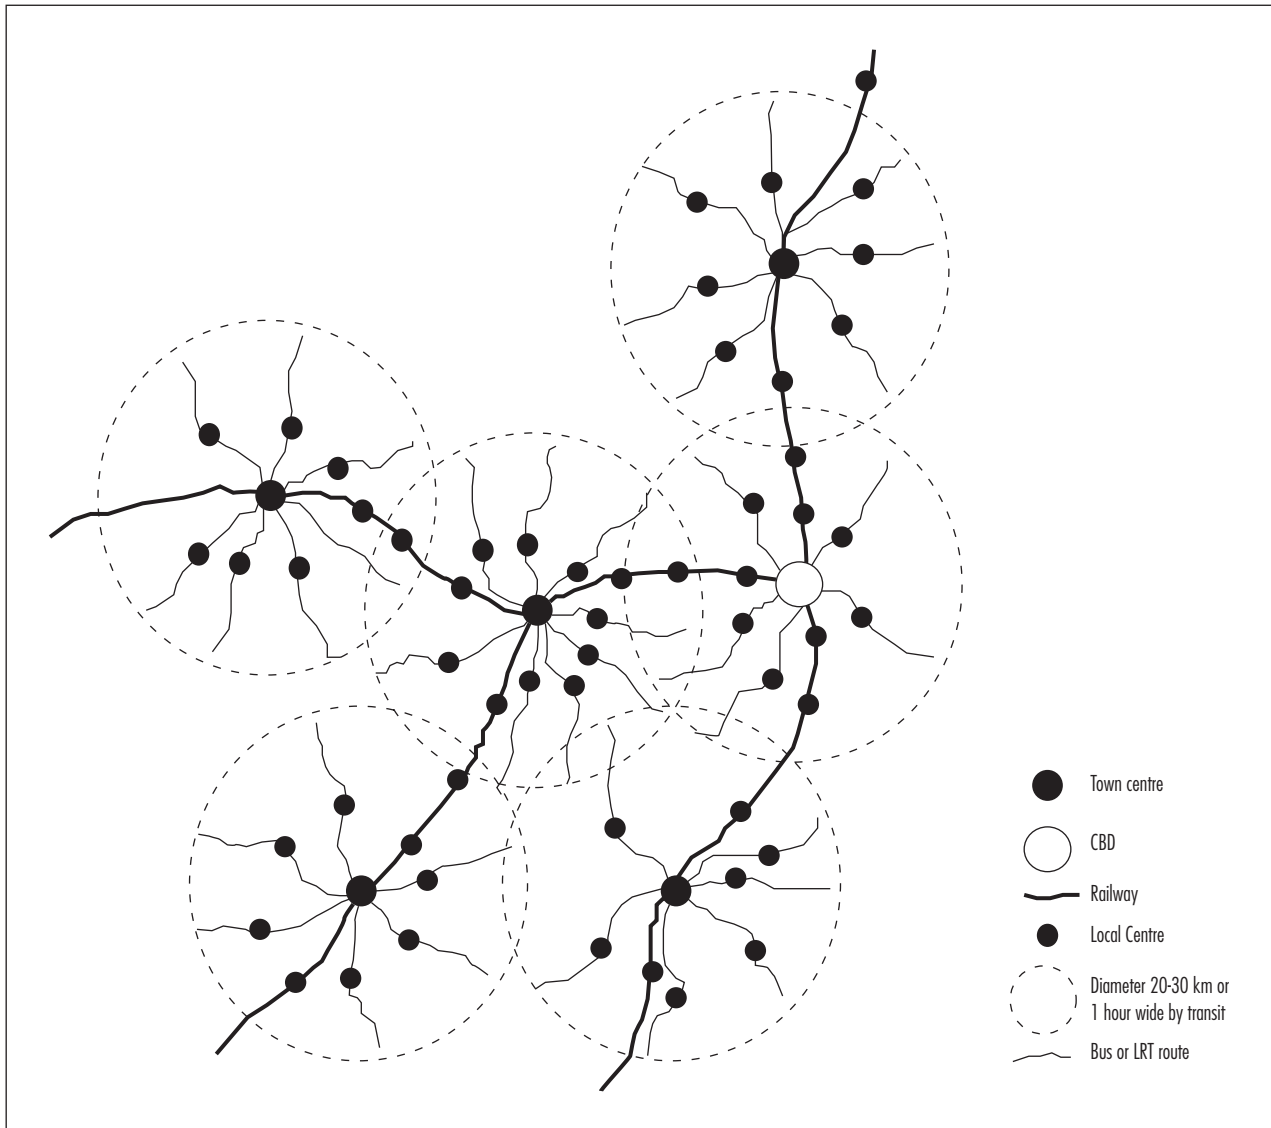 Town centre
CBD
Railway
Local Centre
Diameter 20-30 km or
1 hour wide by transit
Bus or LRT route